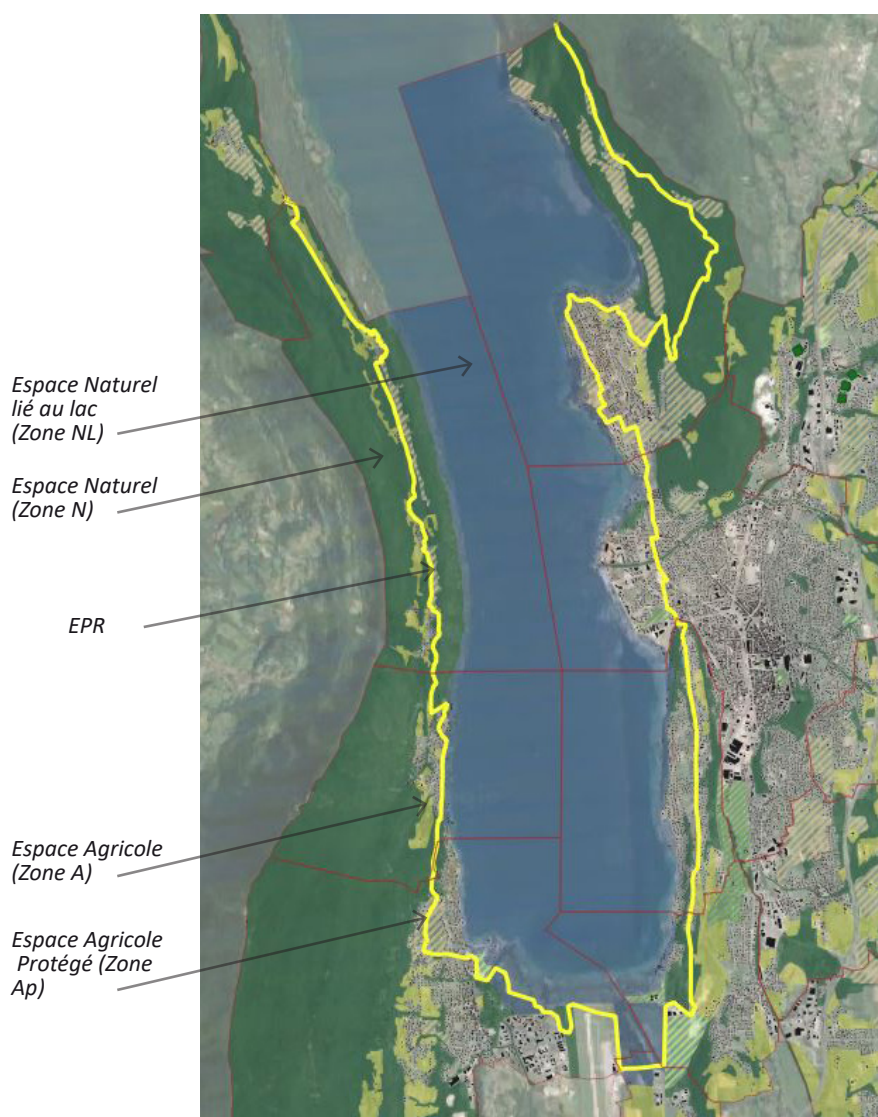 Espace Naturel
lié au lac
(Zone NL)
Espace Naturel
(Zone N)
EPR
Espace Agricole
(Zone A)
Espace Agricole
Protégé (Zone
Ap)